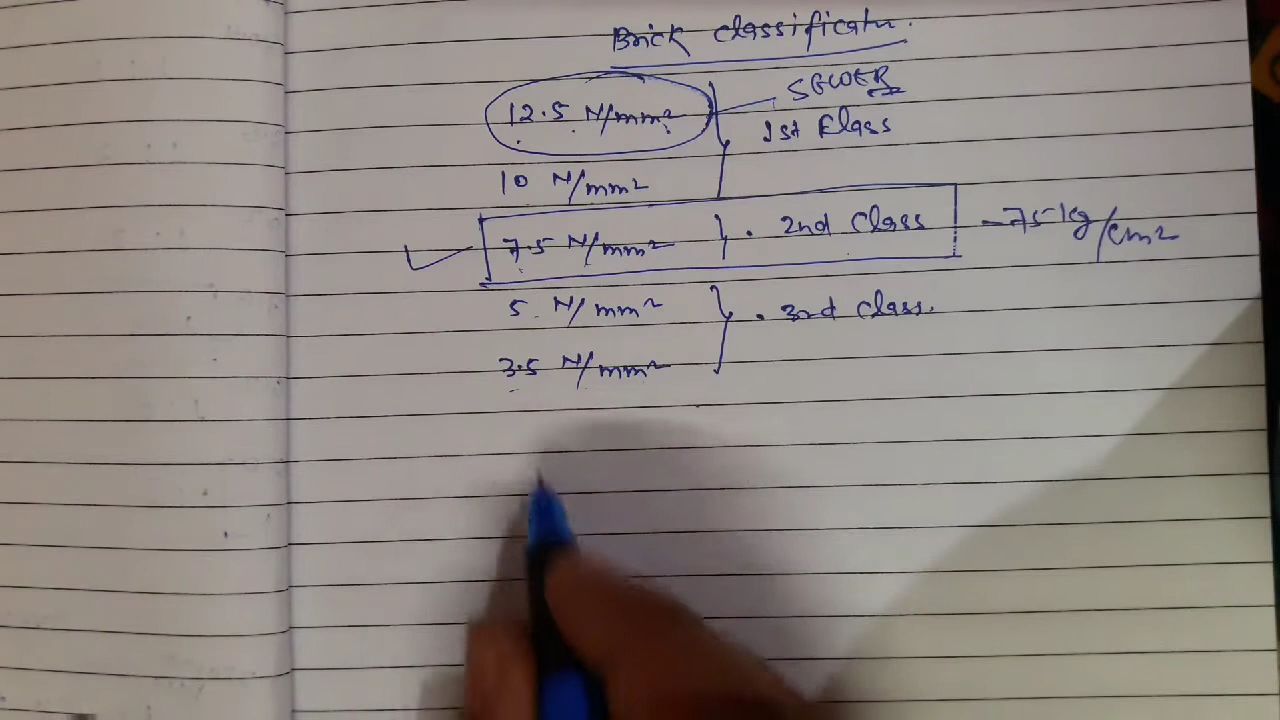 Brick classificatn.
12.5 N/mm² SEWER
1st Class
10 N/mm²
7.5 N/mm² . 2nd Class - 75 kg/cm²
5 N/mm² . 3rd Class.
3.5 N/mm²